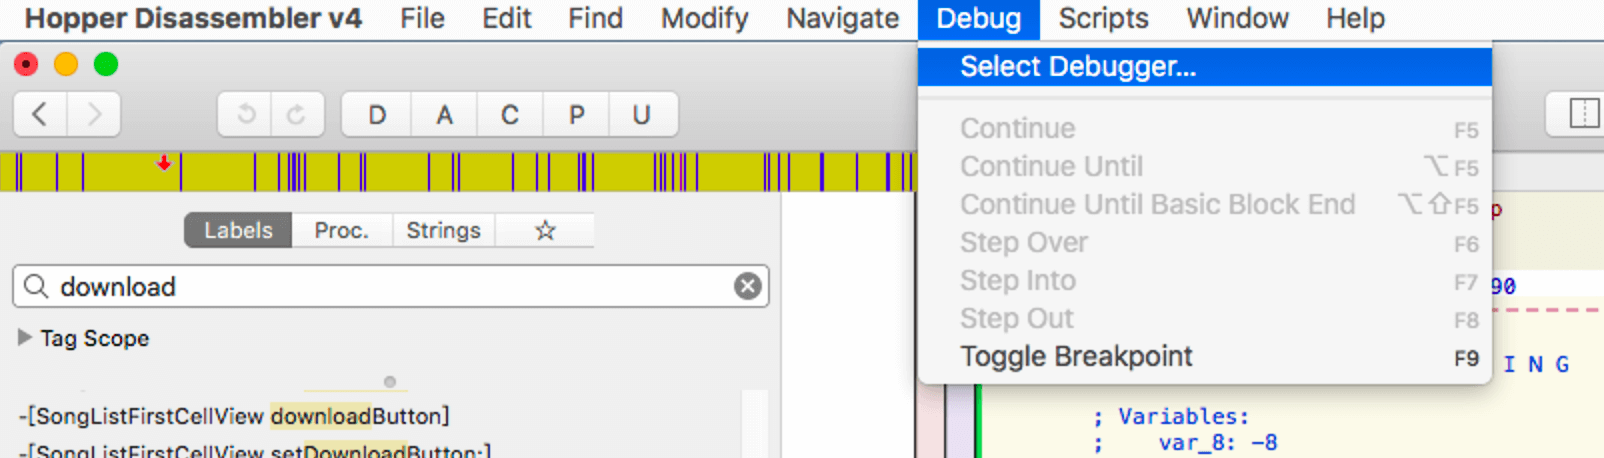 Hopper Disassembler v4 File Edit Find Modify Navigate Debug Scripts Window Help
Select Debugger...
D A C P U
Continue F5
Continue Until ⌥F5
Continue Until Basic Block End ⌥⇧F5
Step Over F6
Step Into F7
Step Out F8
Toggle Breakpoint F9
Labels Proc. Strings ☆
download
Tag Scope
-[SongListFirstCellView downloadButton]
-[SongListFirstCellView setDownloadButton:]
p
90
I N G
; Variables:
; var_8: -8